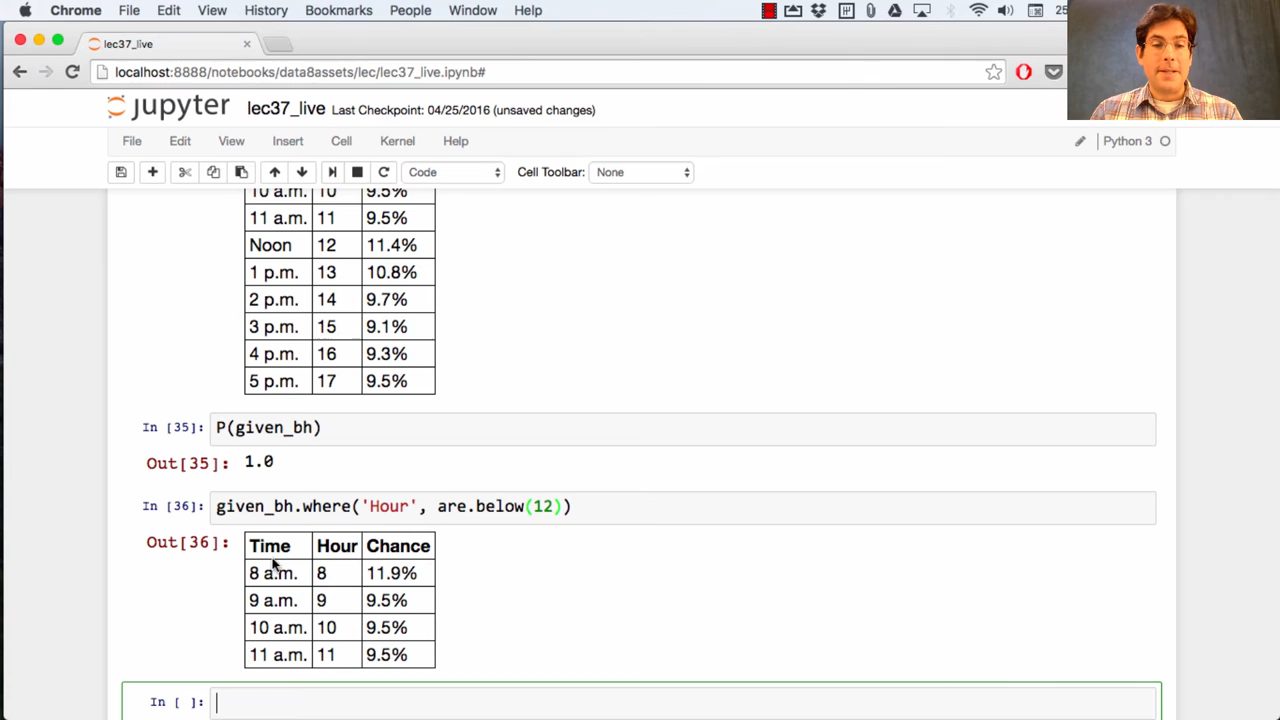 Chrome File Edit View History Bookmarks People Window Help
lec37_live
localhost:8888/notebooks/data8assets/lec/lec37_live.ipynb#
jupyter lec37_live Last Checkpoint: 04/25/2016 (unsaved changes)
File Edit View Insert Cell Kernel Help Python 3
Code Cell Toolbar: None
10 a.m. 10 9.5%
11 a.m. 11 9.5%
Noon 12 11.4%
1 p.m. 13 10.8%
2 p.m. 14 9.7%
3 p.m. 15 9.1%
4 p.m. 16 9.3%
5 p.m. 17 9.5%
In [35]: P(given_bh)
Out[35]: 1.0
In [36]: given_bh.where('Hour', are.below(12))
Out[36]: Time Hour Chance
8 a.m. 8 11.9%
9 a.m. 9 9.5%
10 a.m. 10 9.5%
11 a.m. 11 9.5%
In [ ]: